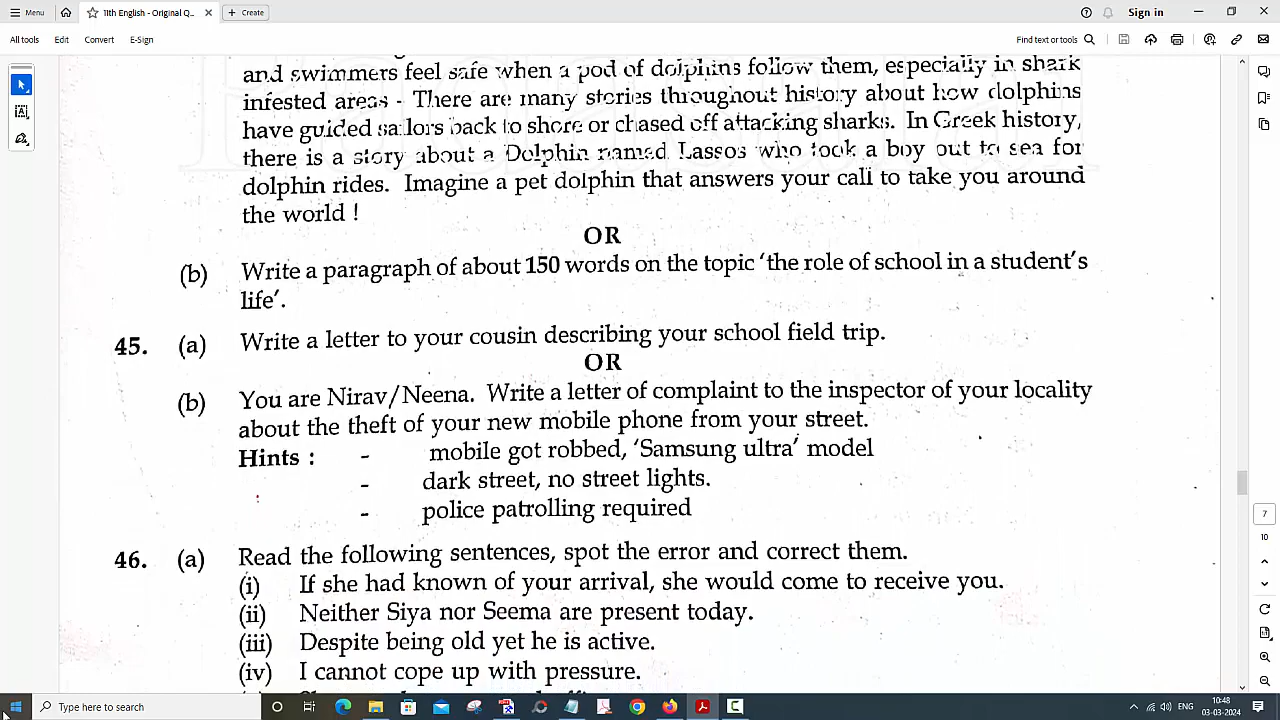 Menu
11th English - Original Q..
Create
Sign in
All tools
Edit
Convert
E-Sign
Find text or tools
and swimmers feel safe when a pod of dolphins follow them, especially in shark
infested areas - There are many stories throughout history about how dolphins
have guided sailors back to shore or chased off attacking sharks. In Greek history,
there is a story about a Dolphin named Lassos who took a boy out to sea for
dolphin rides. Imagine a pet dolphin that answers your call to take you around
the world !
OR
(b) Write a paragraph of about 150 words on the topic 'the role of school in a student's
life'.
45. (a) Write a letter to your cousin describing your school field trip.
OR
(b) You are Nirav/Neena. Write a letter of complaint to the inspector of your locality
about the theft of your new mobile phone from your street.
Hints : - mobile got robbed, 'Samsung ultra' model
- dark street, no street lights.
- police patrolling required
46. (a) Read the following sentences, spot the error and correct them.
(i) If she had known of your arrival, she would come to receive you.
(ii) Neither Siya nor Seema are present today.
(iii) Despite being old yet he is active.
(iv) I cannot cope up with pressure.
7
10
Type here to search
ENG
10:48
03-03-2024